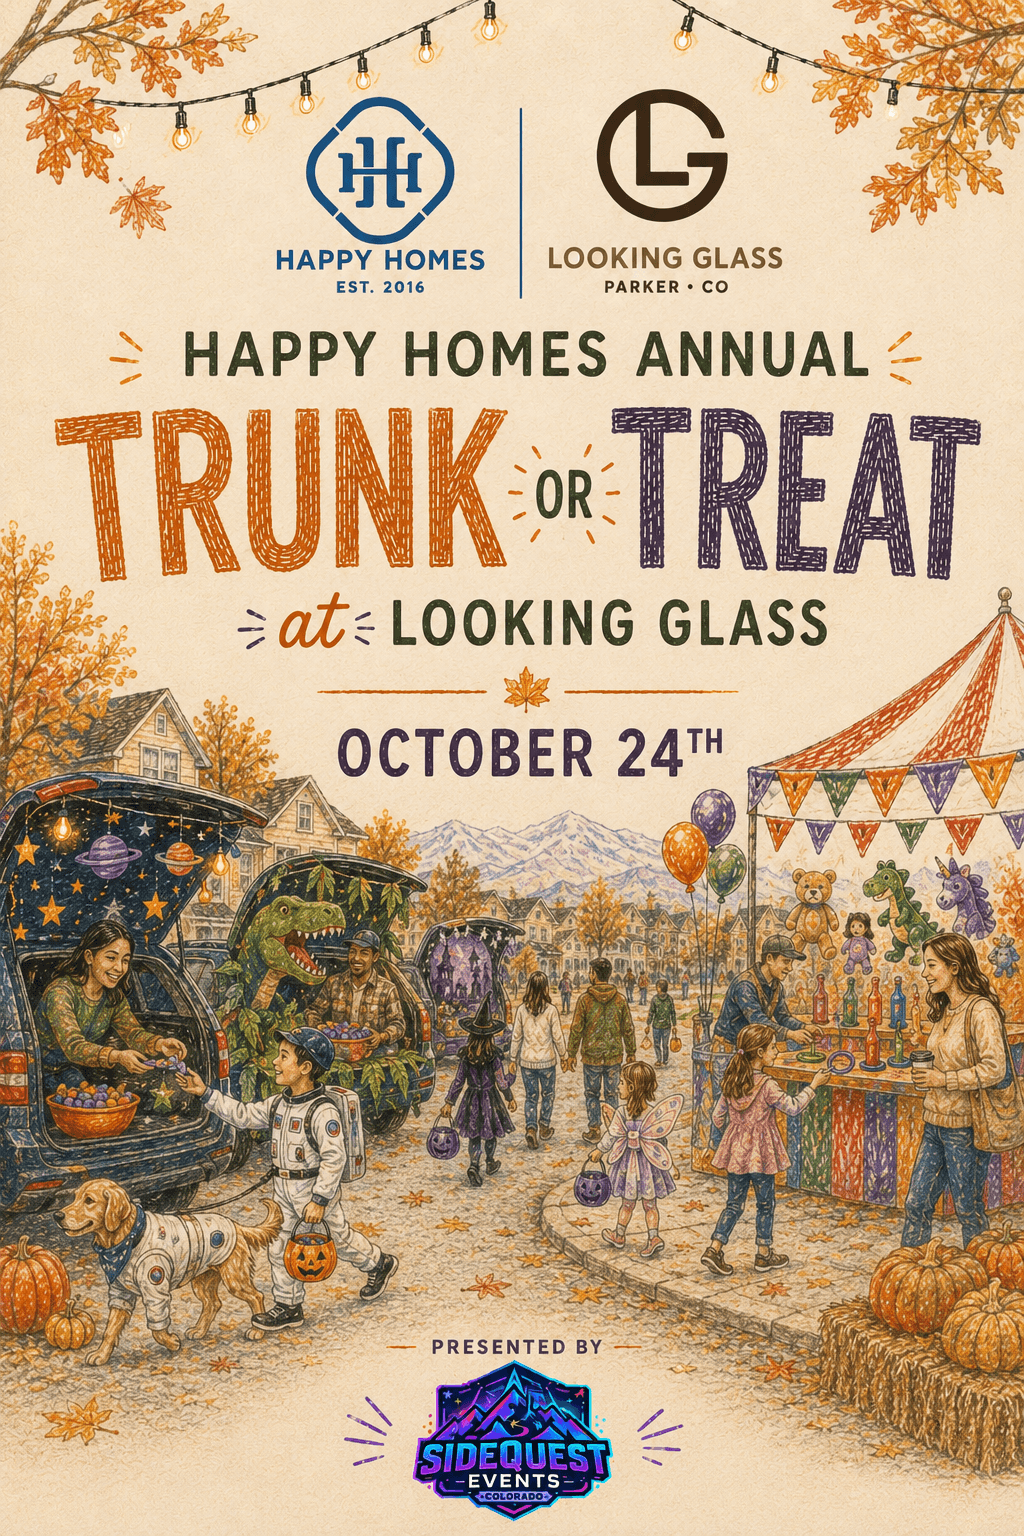 HH
HAPPY HOMES
EST. 2016
LG
LOOKING GLASS
PARKER • CO
HAPPY HOMES ANNUAL
TRUNK OR TREAT
at LOOKING GLASS
OCTOBER 24TH
PRESENTED BY
SIDEQUEST
EVENTS
COLORADO